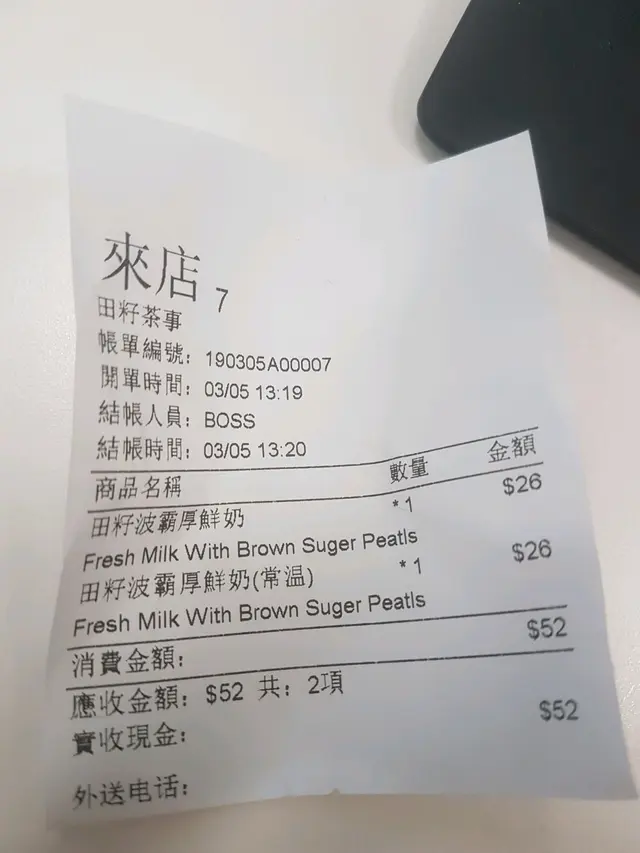 來店 7
田籽茶事
帳單編號: 190305A00007
開單時間: 03/05 13:19
結帳人員: BOSS
結帳時間: 03/05 13:20
商品名稱 數量 金額
田籽波霸厚鮮奶 *1 $26
Fresh Milk With Brown Suger Peatls
田籽波霸厚鮮奶(常温) *1 $26
Fresh Milk With Brown Suger Peatls
消費金額: $52
應收金額: $52 共: 2項
實收現金: $52
外送电话: